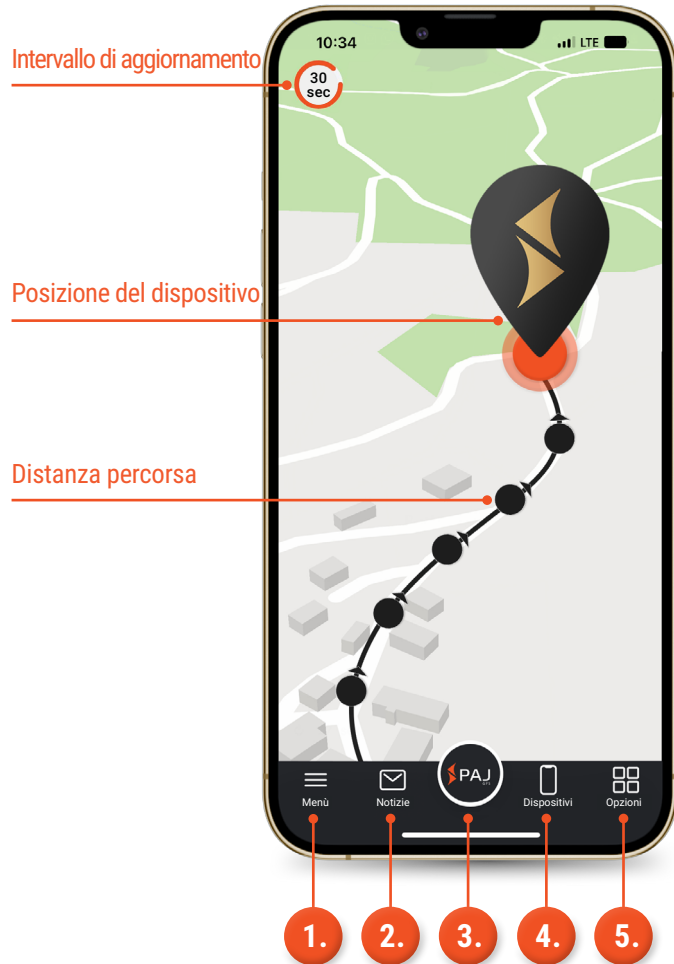 10:34
LTE
Intervallo di aggiornamento
30
sec
Posizione del dispositivo
Distanza percorsa
PAJ
Menù
Notizie
Dispositivi
Opzioni
1.
2.
3.
4.
5.